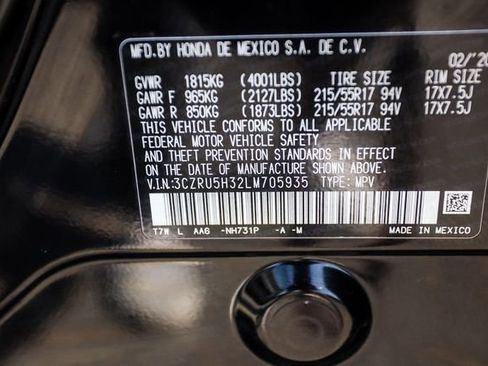 MFD.BY HONDA DE MEXICO S.A. DE C.V.
02/'20
GVWR 1815KG (4001LBS) TIRE SIZE RIM SIZE
GAWR F 965KG (2127LBS) 215/55R17 94V 17X7.5J
GAWR R 850KG (1873LBS) 215/55R17 94V 17X7.5J
THIS VEHICLE CONFORMS TO ALL APPLICABLE
FEDERAL MOTOR VEHICLE SAFETY
STANDARDS IN EFFECT ON THE
DATE OF MANUFACTURE SHOWN ABOVE.
V.I.N:3CZRU5H32LM705935 TYPE: MPV
T7W L AA6 -NH731P -A -M MADE IN MEXICO